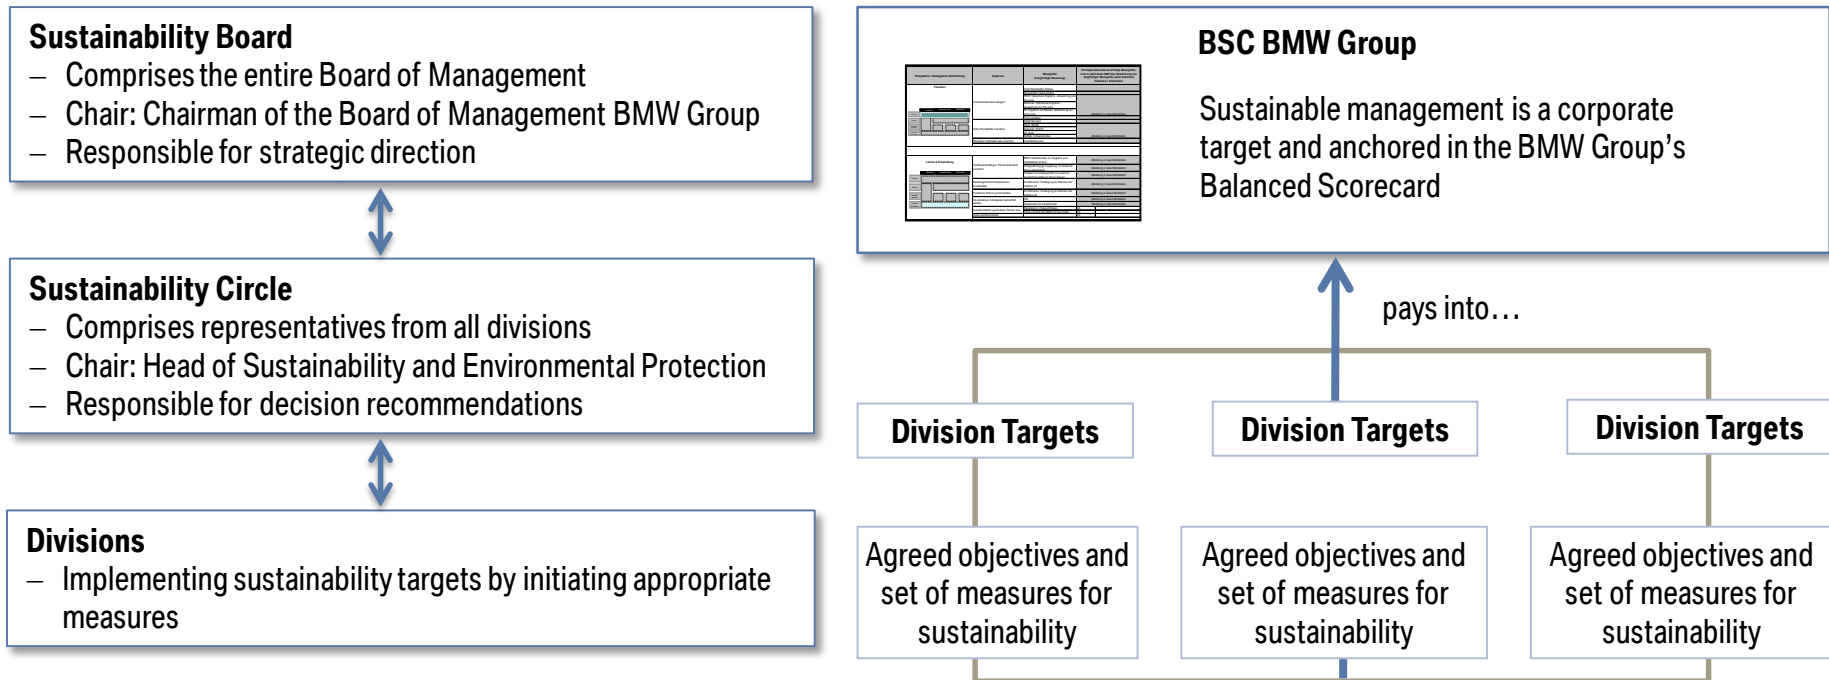 Sustainability Board
– Comprises the entire Board of Management
– Chair: Chairman of the Board of Management BMW Group
– Responsible for strategic direction
Sustainability Circle
– Comprises representatives from all divisions
– Chair: Head of Sustainability and Environmental Protection
– Responsible for decision recommendations
Divisions
– Implementing sustainability targets by initiating appropriate
measures
BSC BMW Group
Sustainable management is a corporate
target and anchored in the BMW Group's
Balanced Scorecard
pays into…
Division Targets
Division Targets
Division Targets
Agreed objectives and
set of measures for
sustainability
Agreed objectives and
set of measures for
sustainability
Agreed objectives and
set of measures for
sustainability